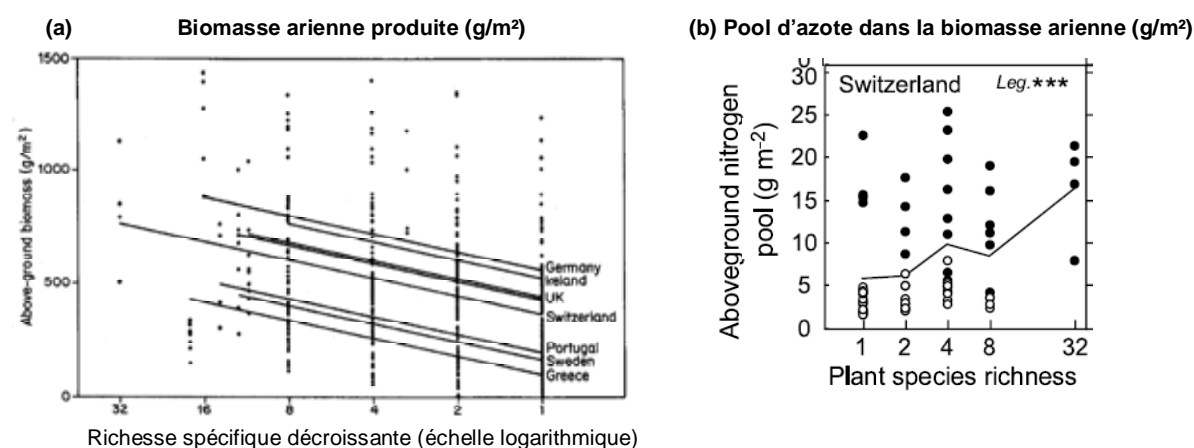 (a) Biomasse arienne produite (g/m²)
1500
1000
500
0
Above-ground biomass (g/m²)
Germany
Ireland
UK
Switzerland
Portugal
Sweden
Greece
32 16 8 4 2 1
Richesse spécifique décroissante (échelle logarithmique)
(b) Pool d'azote dans la biomasse arienne (g/m²)
Switzerland Leg.***
0
30
25
20
15
10
5
0
Aboveground nitrogen
pool (g m-2)
1 2 4 8 32
Plant species richness